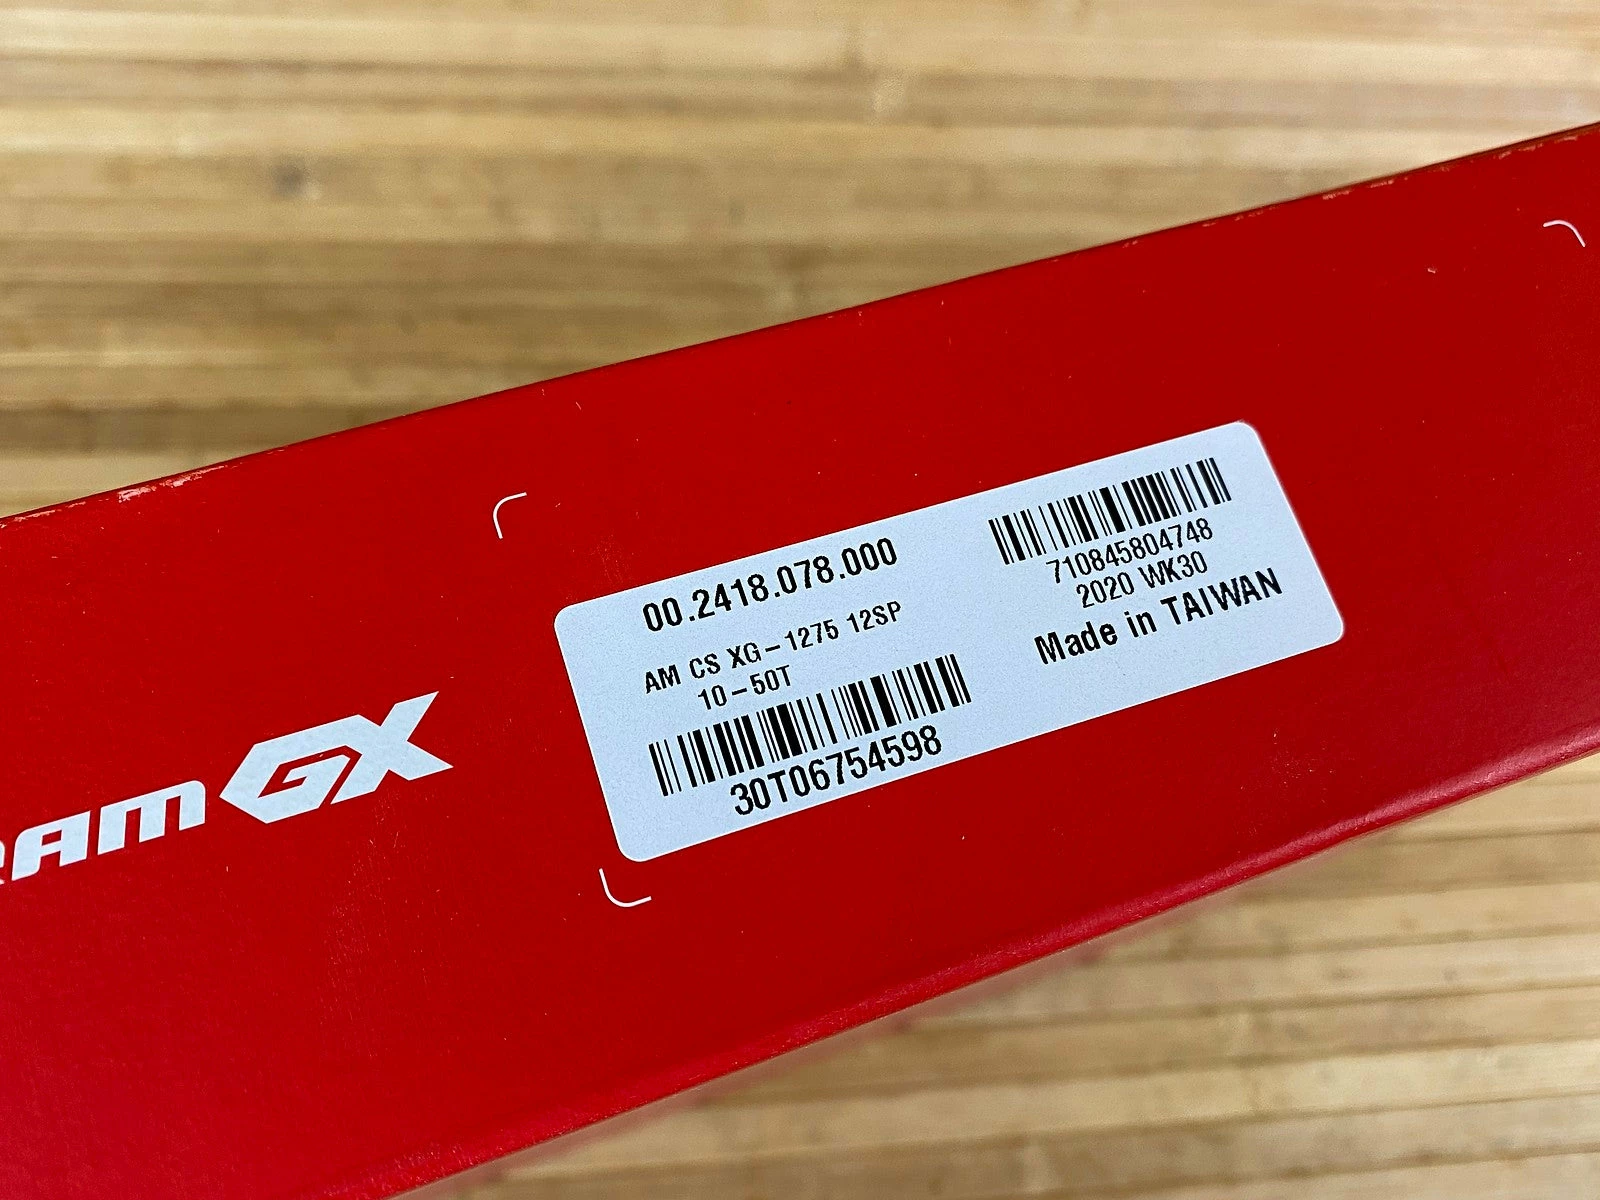 RAM GX
00.2418.078.000
AM CS XG-1275 12SP
10-50T
30T06754598
710845804748
2020 WK30
Made in TAIWAN